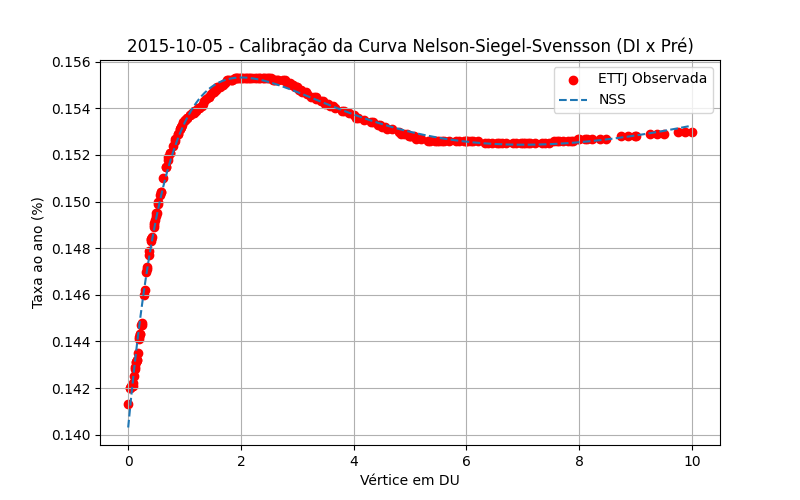 2015-10-05 - Calibração da Curva Nelson-Siegel-Svensson (DI x Pré)
ETTJ Observada
NSS
Taxa ao ano (%)
0.156
0.154
0.152
0.150
0.148
0.146
0.144
0.142
0.140
0 2 4 6 8 10
Vértice em DU